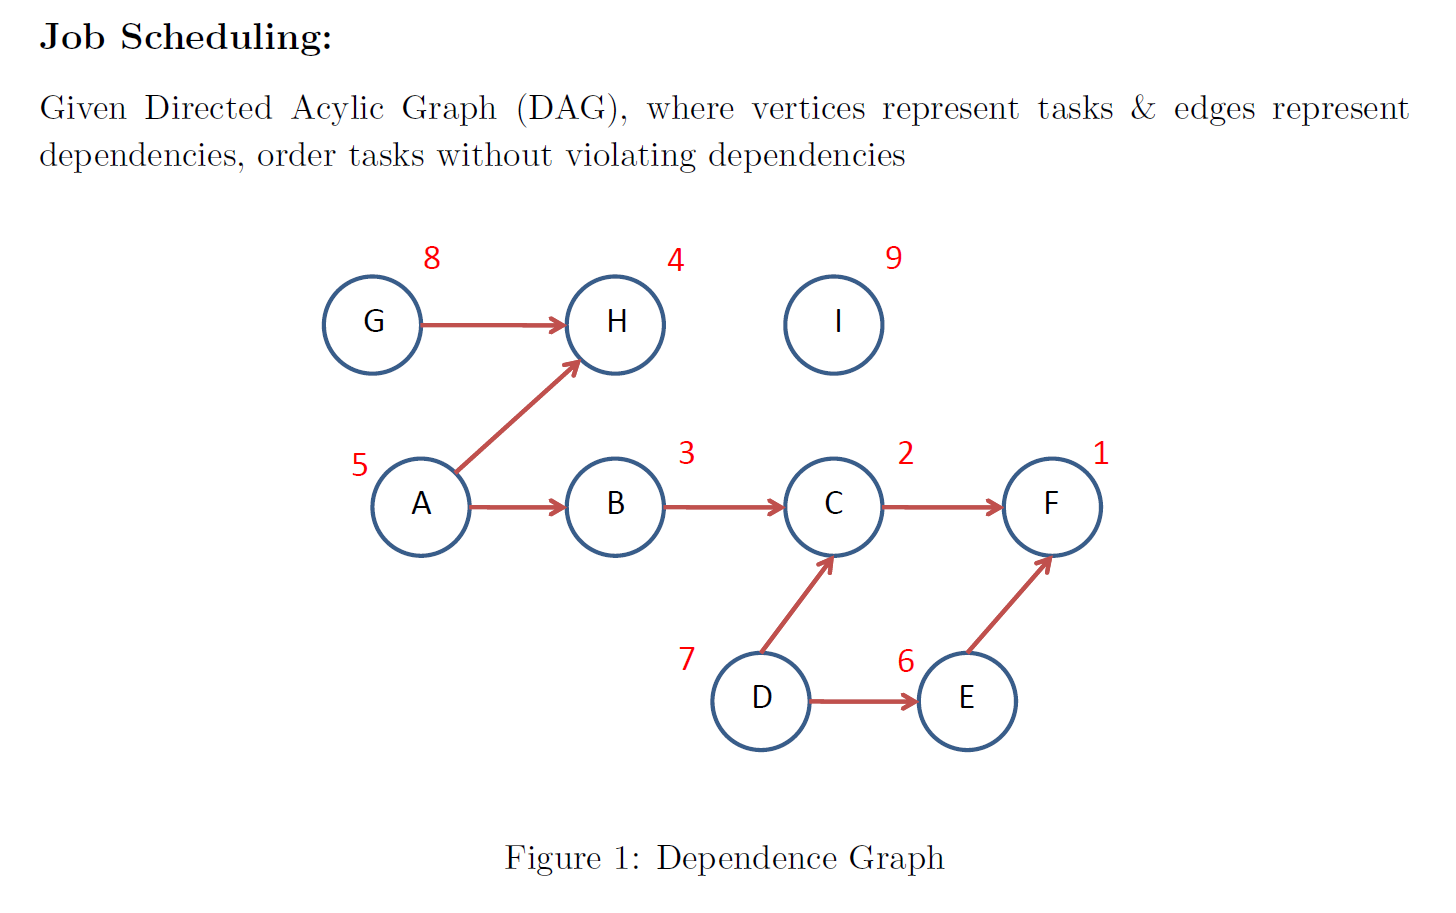 Job Scheduling:
Given Directed Acylic Graph (DAG), where vertices represent tasks & edges represent
dependencies, order tasks without violating dependencies
8 4 9
G H I
5 3 2 1
A B C F
7 6
D E
Figure 1: Dependence Graph